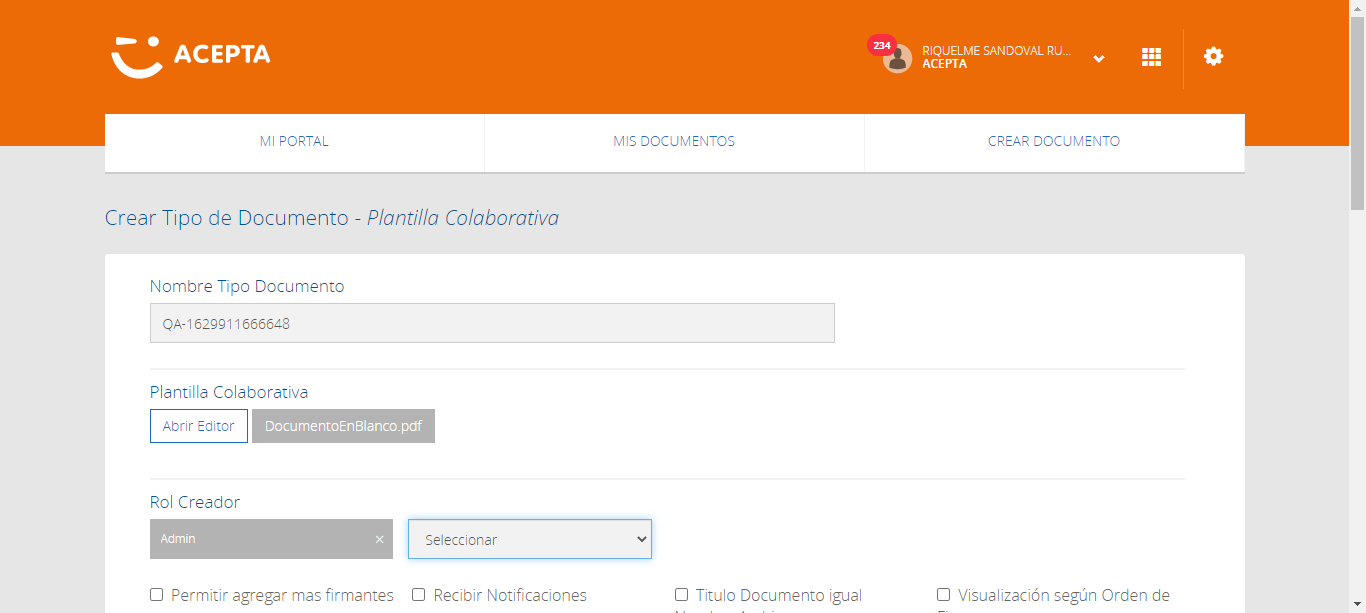 ACEPTA
234
RIQUELME SANDOVAL RU...
ACEPTA
MI PORTAL
MIS DOCUMENTOS
CREAR DOCUMENTO
Crear Tipo de Documento - Plantilla Colaborativa
Nombre Tipo Documento
QA-1629911666648
Plantilla Colaborativa
Abrir Editor
DocumentoEnBlanco.pdf
Rol Creador
Admin ×
Seleccionar
Permitir agregar mas firmantes
Recibir Notificaciones
Titulo Documento igual
Visualización según Orden de